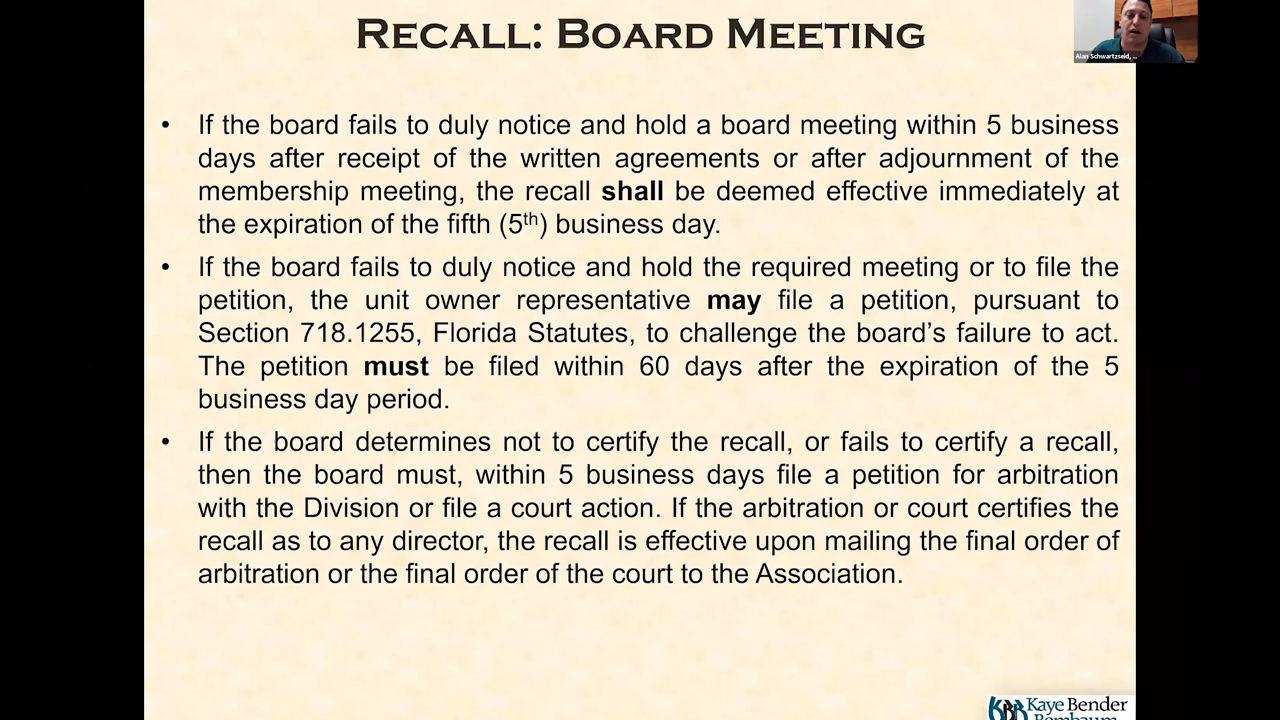 RECALL: BOARD MEETING
Alan Schwartzseid, ...
• If the board fails to duly notice and hold a board meeting within 5 business
days after receipt of the written agreements or after adjournment of the
membership meeting, the recall shall be deemed effective immediately at
the expiration of the fifth (5th) business day.
• If the board fails to duly notice and hold the required meeting or to file the
petition, the unit owner representative may file a petition, pursuant to
Section 718.1255, Florida Statutes, to challenge the board’s failure to act.
The petition must be filed within 60 days after the expiration of the 5
business day period.
• If the board determines not to certify the recall, or fails to certify a recall,
then the board must, within 5 business days file a petition for arbitration
with the Division or file a court action. If the arbitration or court certifies the
recall as to any director, the recall is effective upon mailing the final order of
arbitration or the final order of the court to the Association.
KBR Kaye Bender
Rembaum